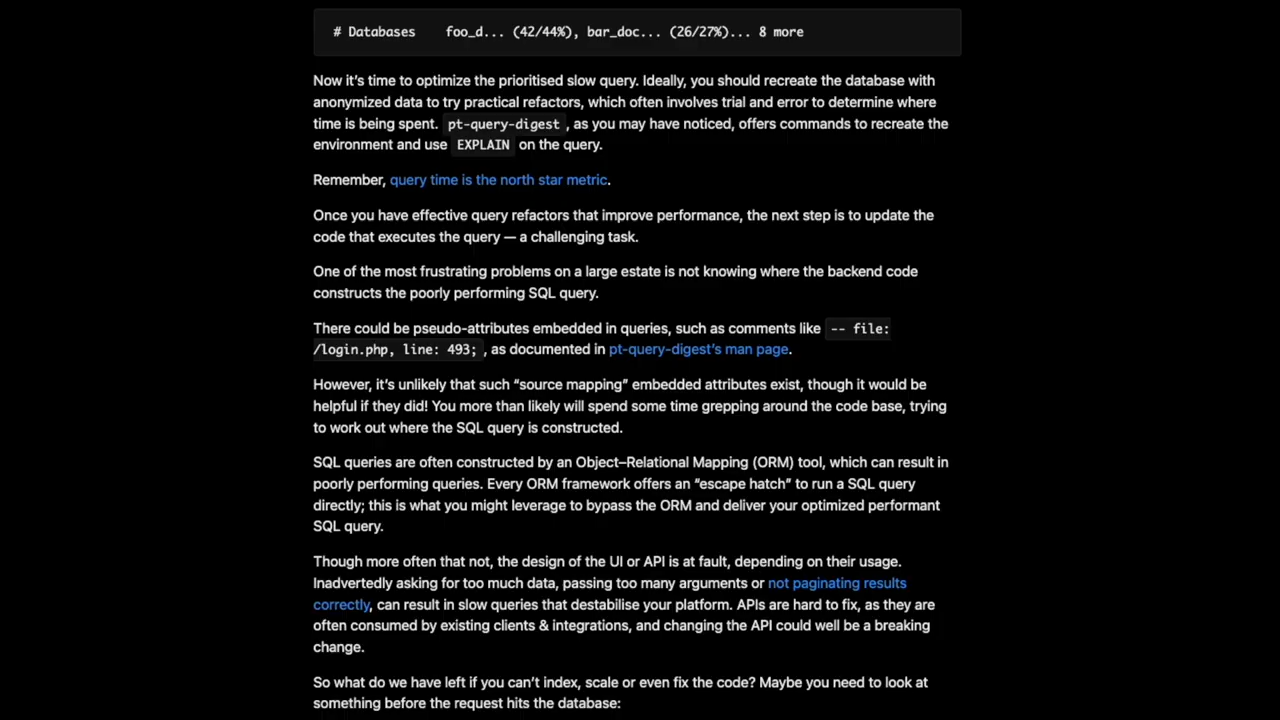 # Databases    foo_d... (42/44%), bar_doc... (26/27%)... 8 more
Now it’s time to optimize the prioritised slow query. Ideally, you should recreate the database with
anonymized data to try practical refactors, which often involves trial and error to determine where
time is being spent. pt-query-digest, as you may have noticed, offers commands to recreate the
environment and use EXPLAIN on the query.
Remember, query time is the north star metric.
Once you have effective query refactors that improve performance, the next step is to update the
code that executes the query — a challenging task.
One of the most frustrating problems on a large estate is not knowing where the backend code
constructs the poorly performing SQL query.
There could be pseudo-attributes embedded in queries, such as comments like -- file:
/login.php, line: 493;, as documented in pt-query-digest’s man page.
However, it’s unlikely that such “source mapping” embedded attributes exist, though it would be
helpful if they did! You more than likely will spend some time grepping around the code base, trying
to work out where the SQL query is constructed.
SQL queries are often constructed by an Object–Relational Mapping (ORM) tool, which can result in
poorly performing queries. Every ORM framework offers an “escape hatch” to run a SQL query
directly; this is what you might leverage to bypass the ORM and deliver your optimized performant
SQL query.
Though more often that not, the design of the UI or API is at fault, depending on their usage.
Inadvertedly asking for too much data, passing too many arguments or not paginating results
correctly, can result in slow queries that destabilise your platform. APIs are hard to fix, as they are
often consumed by existing clients & integrations, and changing the API could well be a breaking
change.
So what do we have left if you can’t index, scale or even fix the code? Maybe you need to look at
something before the request hits the database: